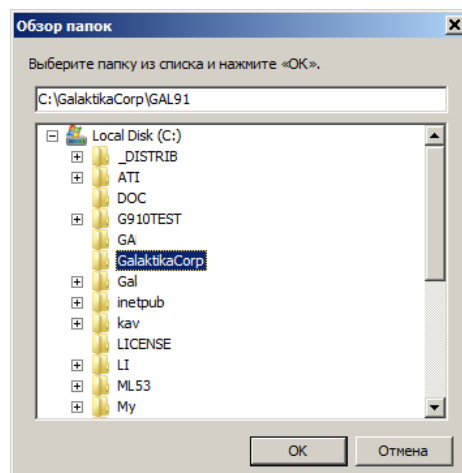 Обзор папок
Выберите папку из списка и нажмите «ОК».
C:\GalaktikaCorp\GAL91
Local Disk (C:)
_DISTRIB
ATI
DOC
G910TEST
GA
GalaktikaCorp
Gal
inetpub
kav
LICENSE
LI
ML53
My
ОК
Отмена